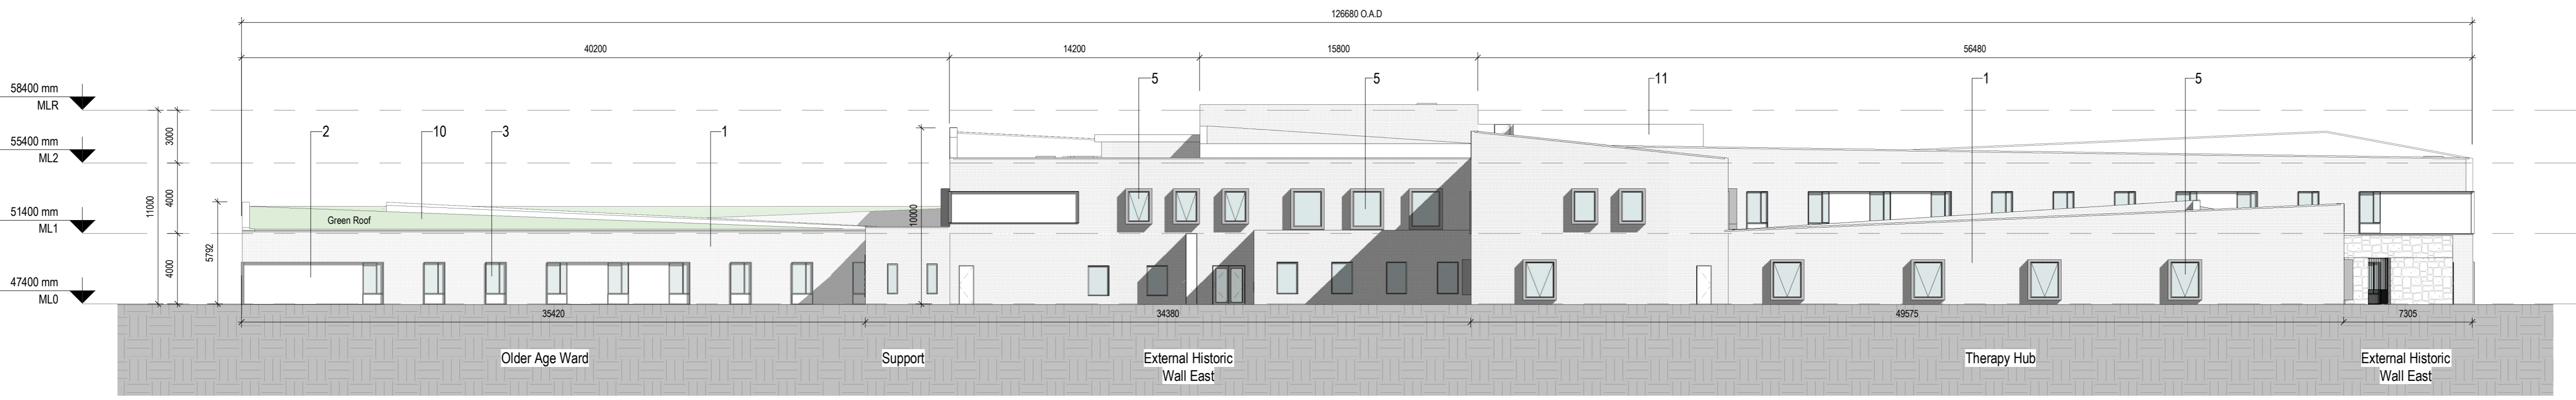 126680 O.A.D
40200
14200
15800
56480
58400 mm
MLR
55400 mm
ML2
51400 mm
ML1
47400 mm
ML0
3000
4000
4000
11000
5792
10000
2
10
3
1
5
5
11
1
5
Green Roof
35420
34380
49575
7305
Older Age Ward
Support
External Historic
Wall East
Therapy Hub
External Historic
Wall East